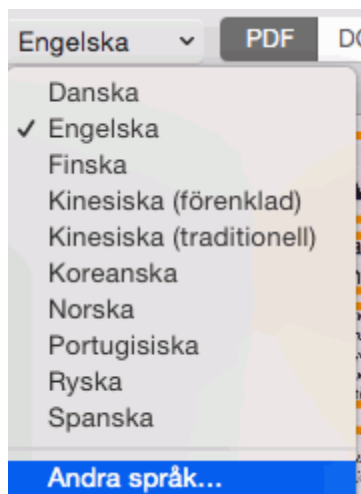 Engelska PDF
Danska
✓ Engelska
Finska
Kinesiska (förenklad)
Kinesiska (traditionell)
Koreanska
Norska
Portugisiska
Ryska
Spanska
Andra språk...